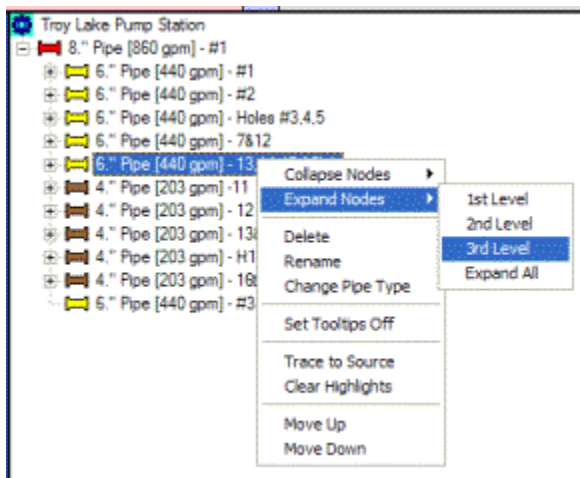 Troy Lake Pump Station
8." Pipe [860 gpm] - #1
6." Pipe [440 gpm] - #1
6." Pipe [440 gpm] - #2
6." Pipe [440 gpm] - Holes #3,4,5
6." Pipe [440 gpm] - 7&12
6." Pipe [440 gpm] - 13
4." Pipe [203 gpm] -11
4." Pipe [203 gpm] - 12
4." Pipe [203 gpm] - 13&
4." Pipe [203 gpm] - H1
4." Pipe [203 gpm] - 16&
6." Pipe [440 gpm] - #3
Collapse Nodes
Expand Nodes
Delete
Rename
Change Pipe Type
Set Tooltips Off
Trace to Source
Clear Highlights
Move Up
Move Down
1st Level
2nd Level
3rd Level
Expand All